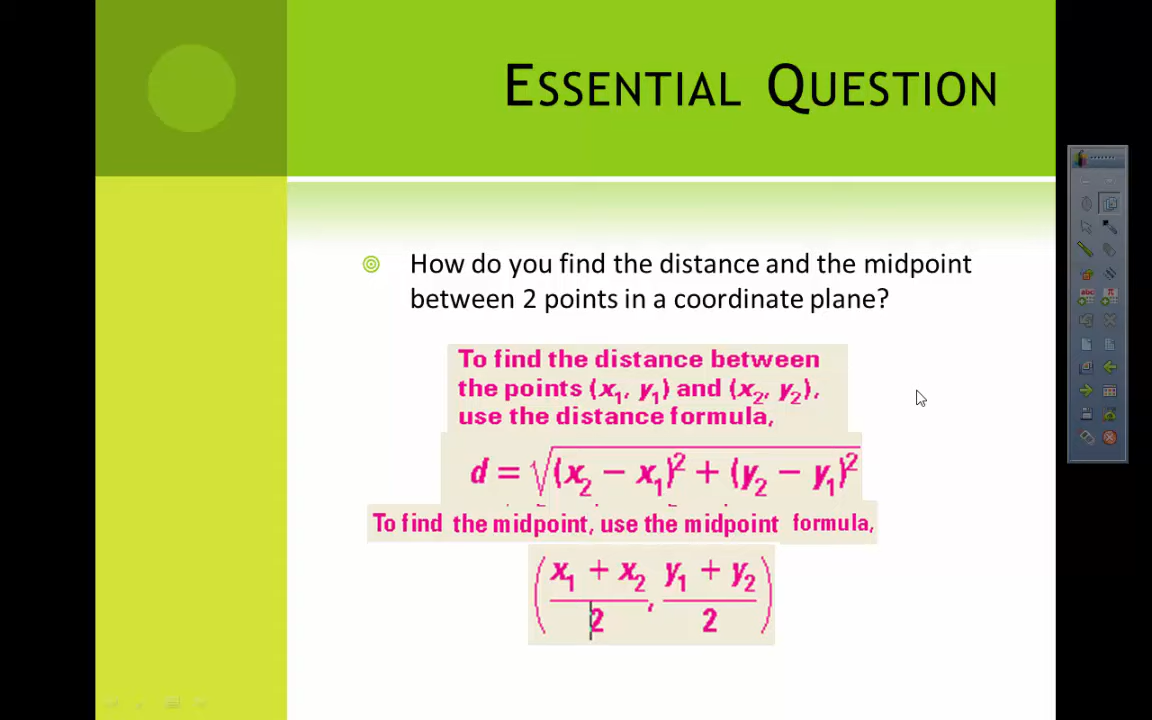 ESSENTIAL QUESTION
How do you find the distance and the midpoint
between 2 points in a coordinate plane?
To find the distance between
the points (x₁, y₁) and (x₂, y₂),
use the distance formula,
d = √(x₂ − x₁)² + (y₂ − y₁)²
To find the midpoint, use the midpoint formula,
(x₁ + x₂ / 2, y₁ + y₂ / 2)